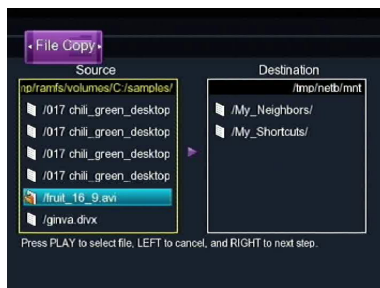 File Copy
Source
Destination
mp/ramfs/volumes/C:/samples/
/tmp/netb/mnt
/017 chili_green_desktop
/My_Neighbors/
/017 chili_green_desktop
/My_Shortcuts/
/017 chili_green_desktop
/017 chili_green_desktop
/fruit_16_9.avi
/ginva.divx
Press PLAY to select file, LEFT to cancel, and RIGHT to next step.